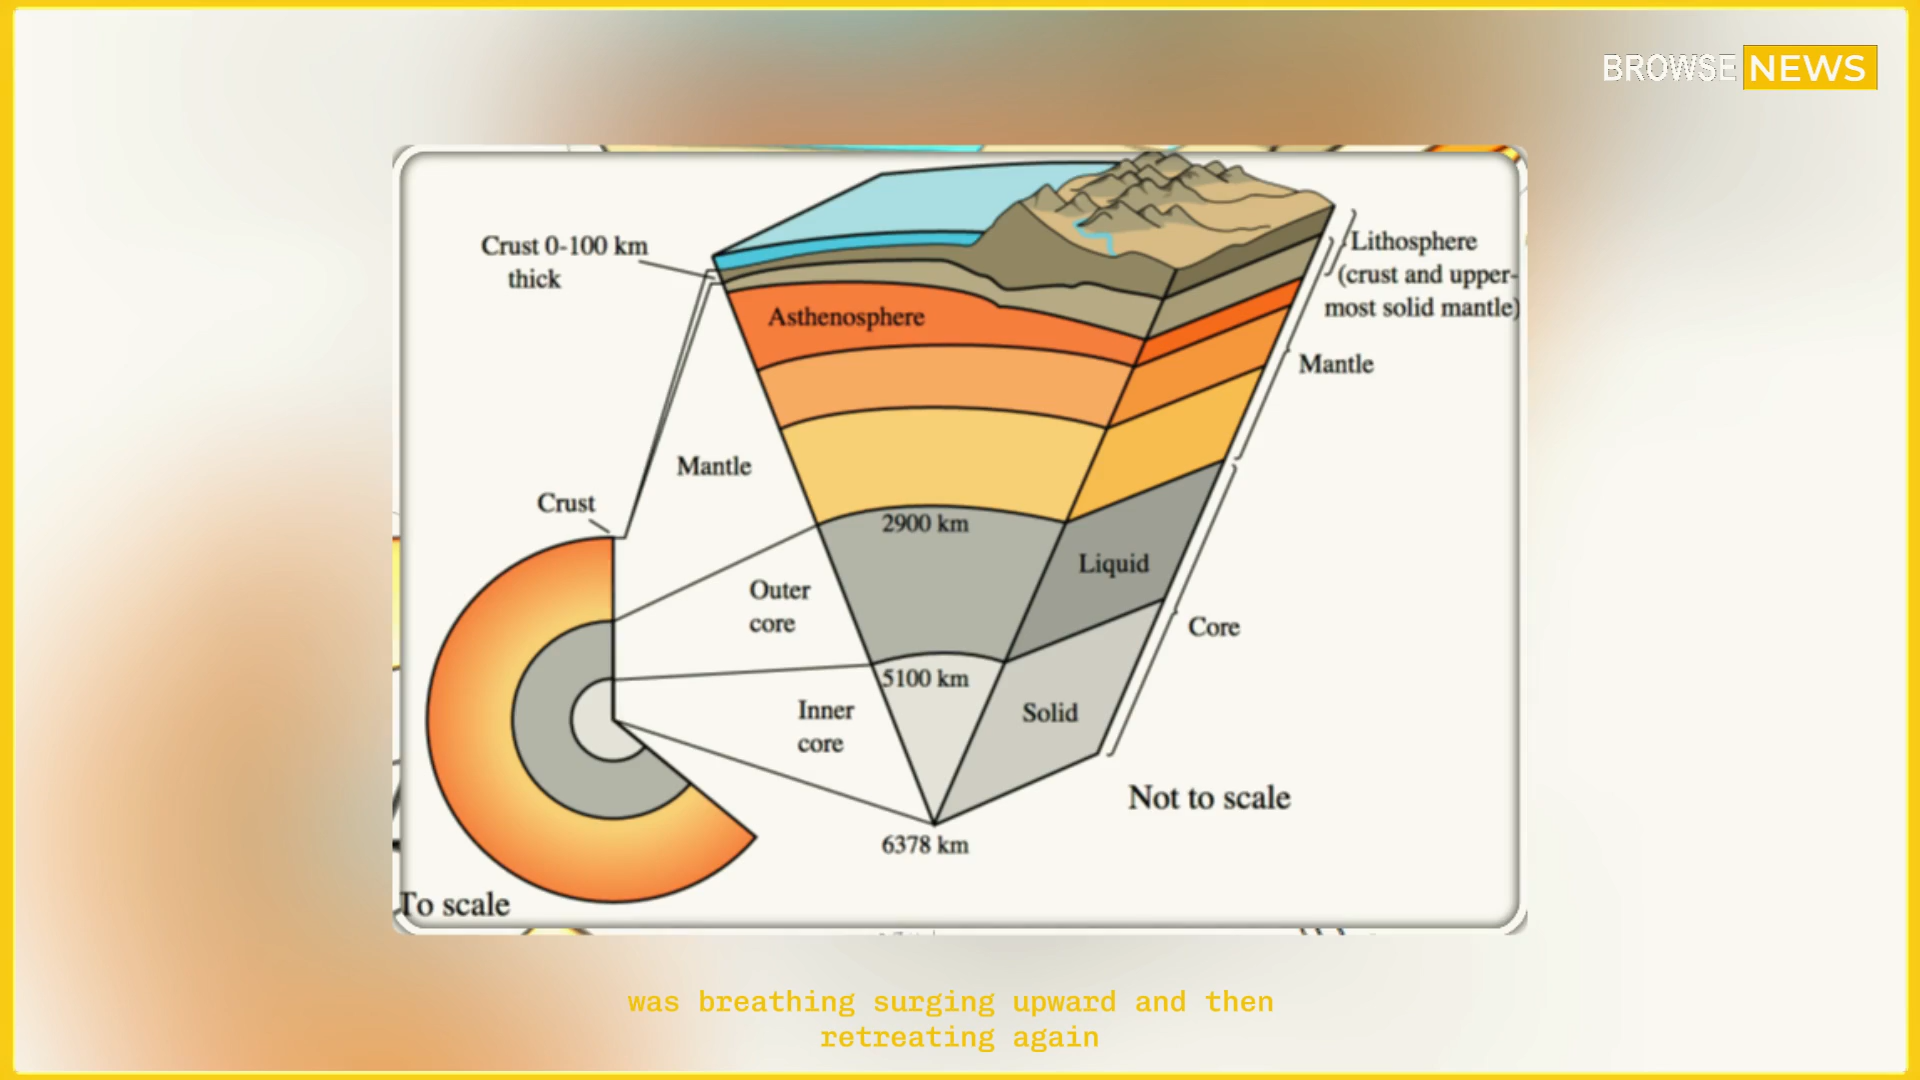 BROWSE NEWS
Crust 0-100 km
thick
Lithosphere
(crust and upper-
most solid mantle)
Asthenosphere
Mantle
Mantle
Crust
2900 km
Liquid
Outer
core
Core
5100 km
Inner
core
Solid
Not to scale
6378 km
To scale
was breathing surging upward and then
retreating again